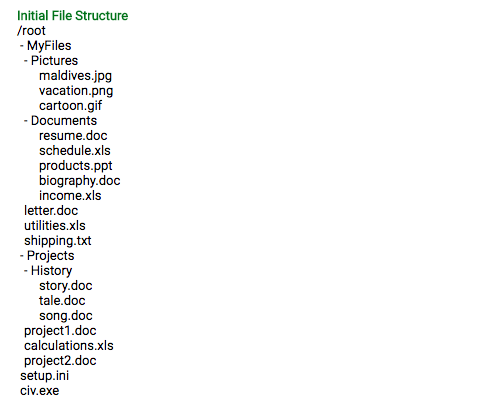 Initial File Structure
/root
- MyFiles
- Pictures
maldives.jpg
vacation.png
cartoon.gif
- Documents
resume.doc
schedule.xls
products.ppt
biography.doc
income.xls
letter.doc
utilities.xls
shipping.txt
- Projects
- History
story.doc
tale.doc
song.doc
project1.doc
calculations.xls
project2.doc
setup.ini
civ.exe